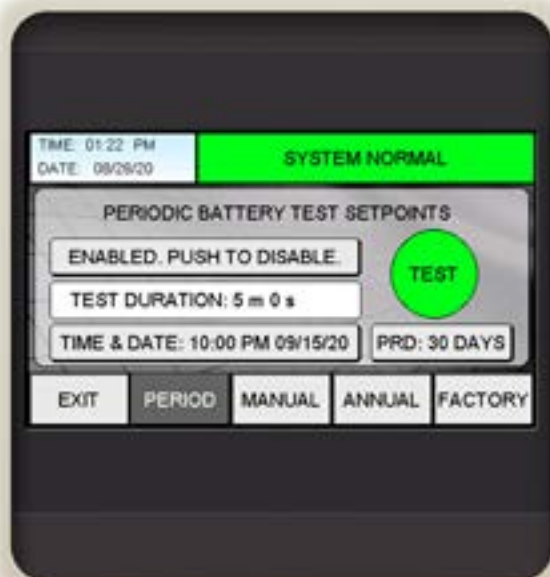 TIME: 01:22 PM
DATE: 08/26/20
SYSTEM NORMAL
PERIODIC BATTERY TEST SETPOINTS
ENABLED. PUSH TO DISABLE.
TEST
TEST DURATION: 5 m 0 s
TIME & DATE: 10:00 PM 09/15/20
PRD: 30 DAYS
EXIT
PERIOD
MANUAL
ANNUAL
FACTORY